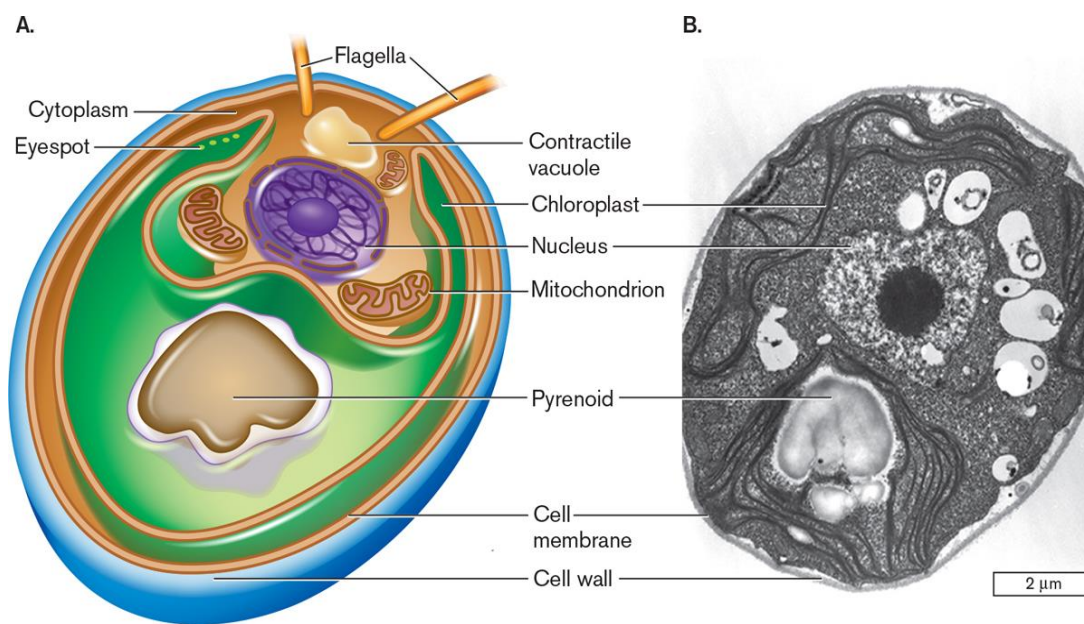 A.
B.
Flagella
Cytoplasm
Eyespot
Contractile
vacuole
Chloroplast
Nucleus
Mitochondrion
Pyrenoid
Cell
membrane
Cell wall
2 µm